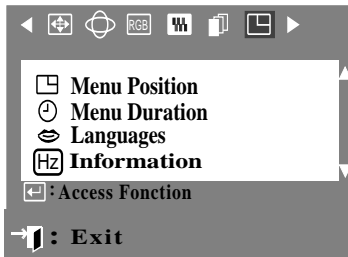 RGB
Menu Position
Menu Duration
Languages
Hz Information
: Access Fonction
: Exit